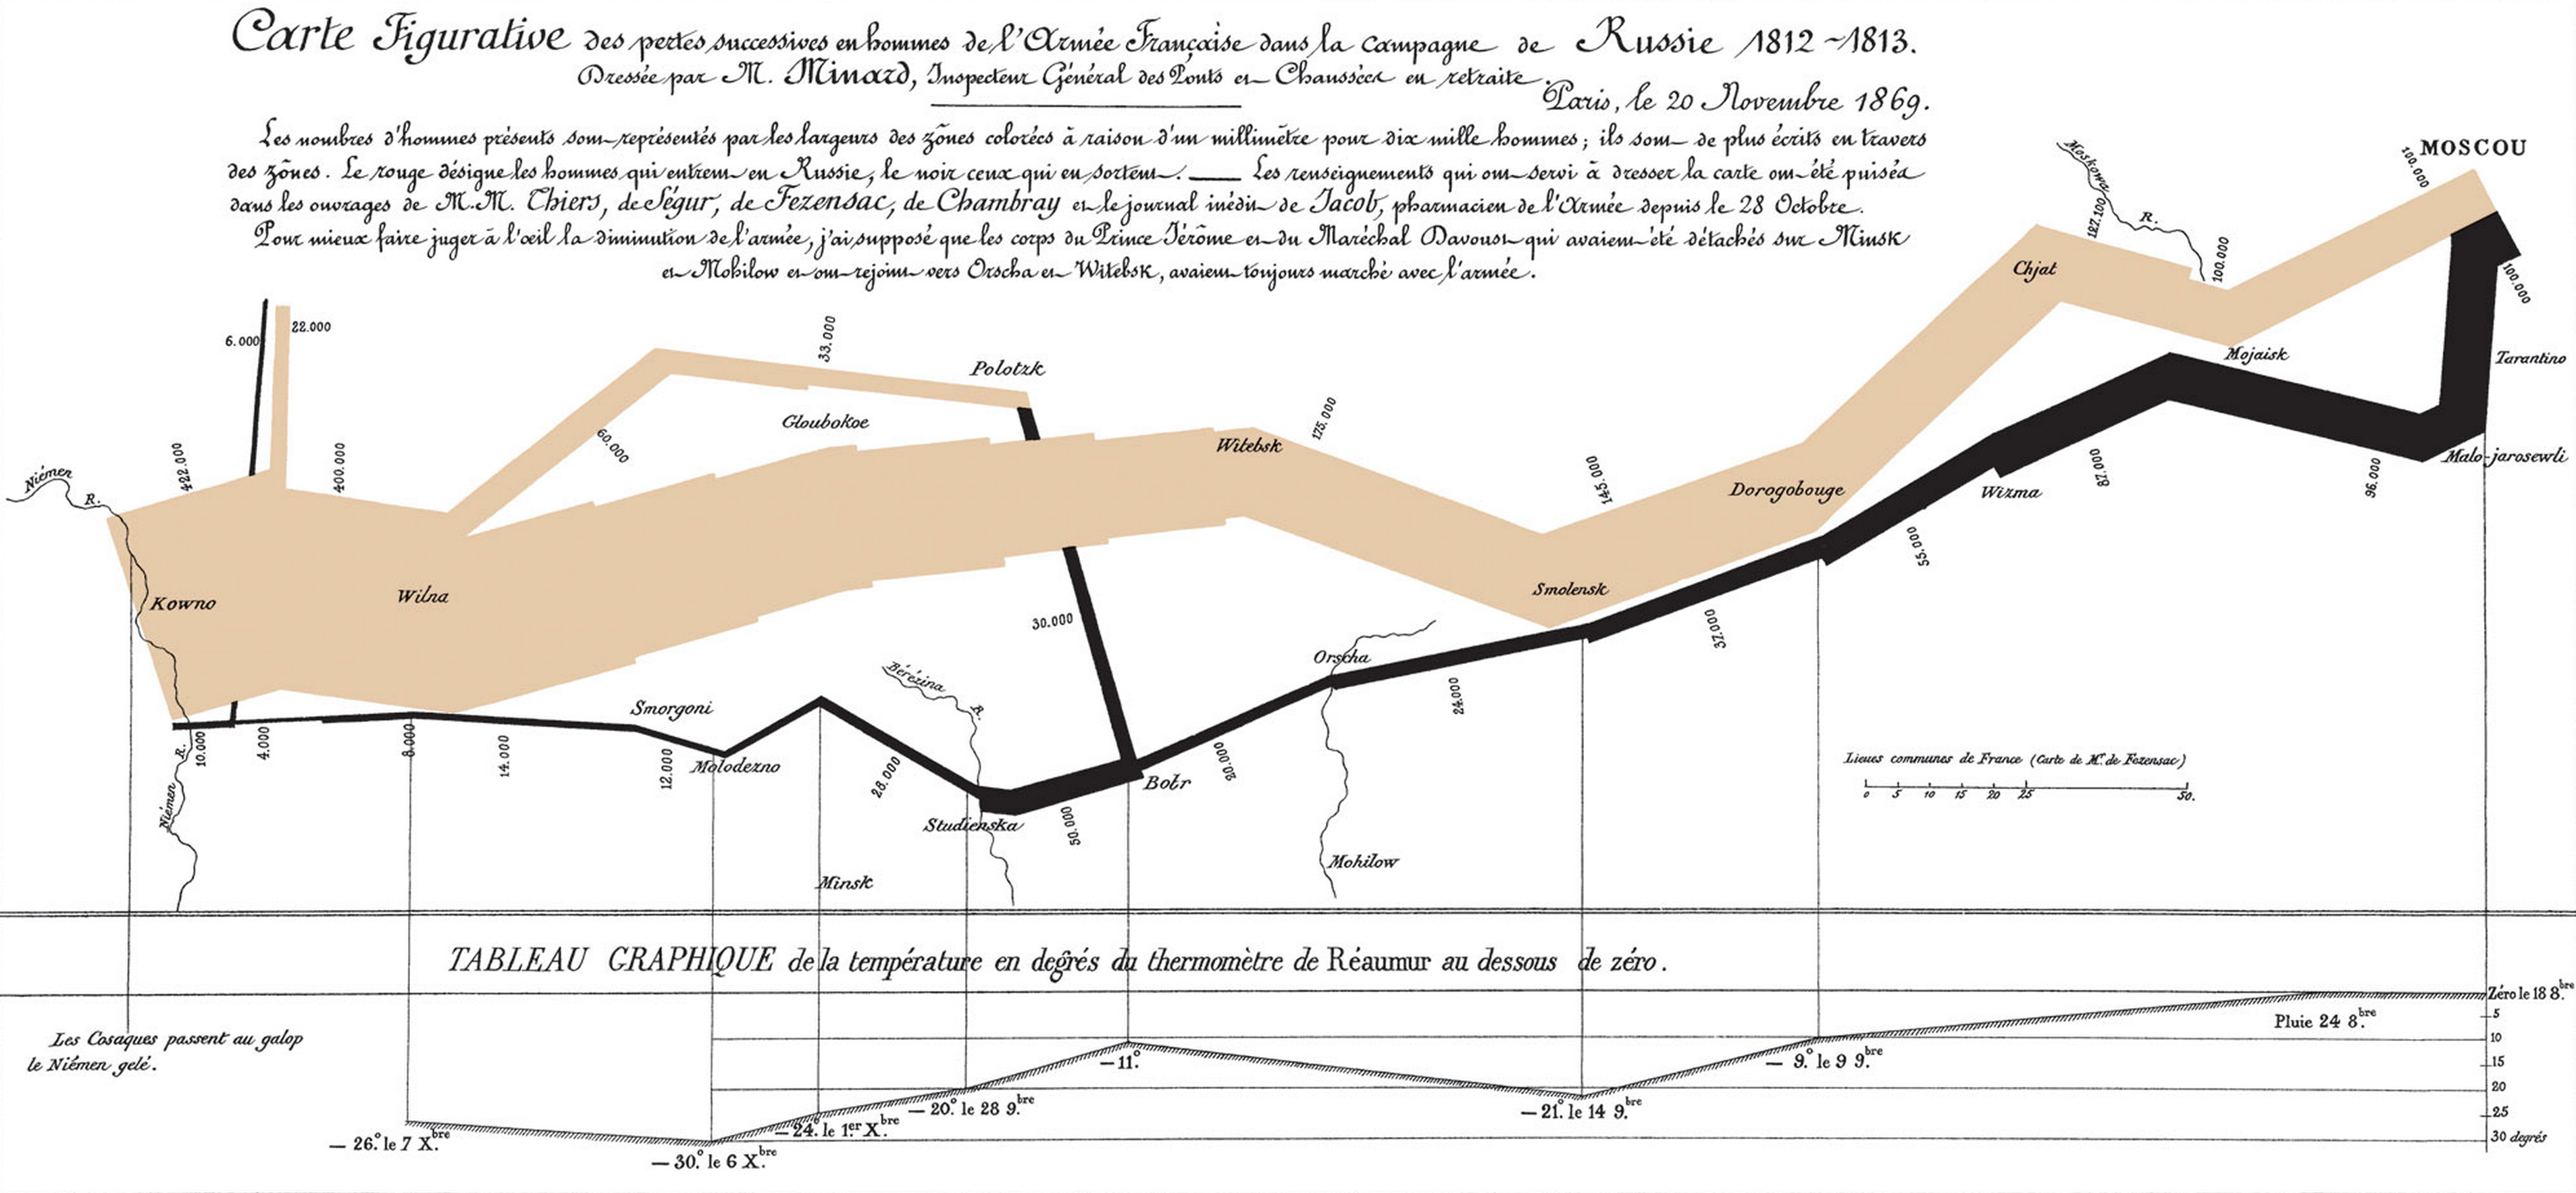 Carte Figurative des pertes successives en hommes de l'Armée Française dans la campagne de Russie 1812~1813.
Dressée par M. Minard, Inspecteur Général des Ponts et Chaussées en retraite.
Paris, le 20 Novembre 1869.
Les nombres d'hommes présents sont représentés par les largeurs des zônes colorées à raison d'un millimètre pour dix mille hommes; ils sont de plus écrits en travers
des zônes. Le rouge désigne les hommes qui entrent en Russie, le noir ceux qui en sortent. — Les renseignements qui ont servi à dresser la carte ont été puisés
dans les ouvrages de M.M. Thiers, de Ségur, de Fezensac, de Chambray et le journal inédit de Jacob, pharmacien de l'Armée depuis le 28 Octobre.
Pour mieux faire juger à l'œil la diminution de l'armée, j'ai supposé que les corps du Prince Jérôme et du Maréchal Davoust qui avaient été détachés sur Minsk
et Mohilow et ont rejoint vers Orscha et Witebsk, avaient toujours marché avec l'armée.
Moskowa
R.
MOSCOU
100.000
127.100
100.000
Chjat
100.000
Mojaisk
Tarantino
Malo-jarosewli
6.000
22.000
33.000
Polotzk
Gloubokoe
60.000
422.000
400.000
Niémen
R.
Witebsk
175.000
145.000
Dorogobouge
Wizma
87.000
96.000
55.000
Kowno
Wilna
Smolensk
30.000
37.000
Orscha
24.000
Bérézina
R.
Smorgoni
Molodezno
10.000
4.000
8.000
14.000
12.000
28.000
Studienska
50.000
Botr
20.000
Niémen
R.
Minsk
Mohilow
Lieues communes de France (Carte de M. de Fezensac)
0 5 10 15 20 25 50.
TABLEAU GRAPHIQUE de la température en degrés du thermomètre de Réaumur au dessous de zéro.
Les Cosaques passent au galop
le Niémen gelé.
Zéro le 18 8.bre
5
Pluie 24 8.bre
10
15
20
25
30 degrés
— 9.° le 9 9.bre
—11.°
— 21.° le 14 9.bre
— 20.° le 28 9.bre
—24.° le 1.er X.bre
— 30.° le 6 X.bre
— 26.° le 7 X.bre